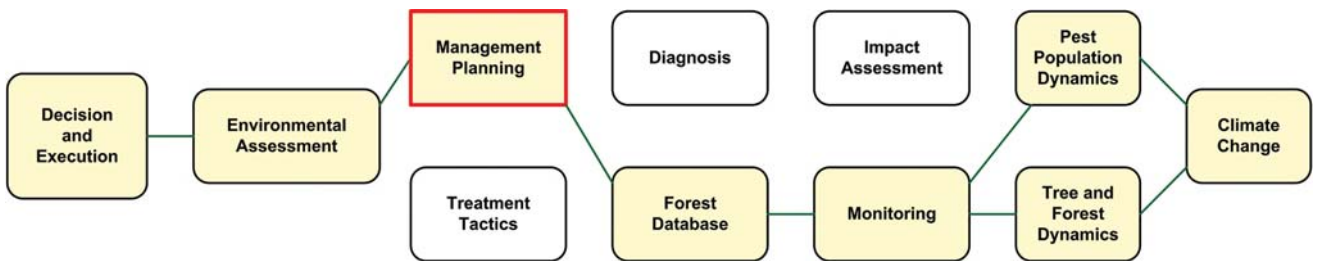 Decision
and
Execution
Environmental
Assessment
Management
Planning
Treatment
Tactics
Diagnosis
Forest
Database
Impact
Assessment
Monitoring
Pest
Population
Dynamics
Tree and
Forest
Dynamics
Climate
Change